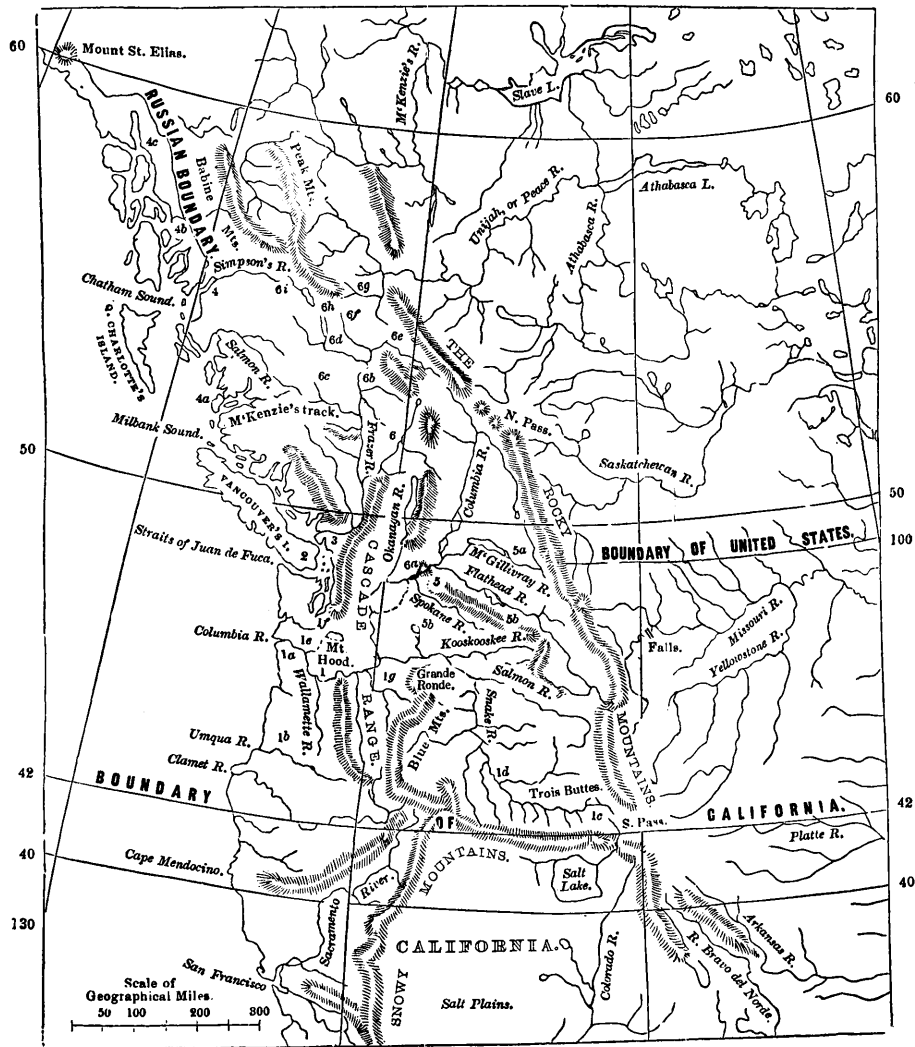 60
Mount St. Elias.
M'Kenzie's R.
Slave L.
60
RUSSIAN BOUNDARY.
4c
Babine
Mts.
Peak Mt.
Unijah, or Peace R.
Athabasca R.
Athabasca L.
4b
Simpson's R.
Chatham Sound.
4
6i
6g
6h
6f
Q. CHARLOTTE'S
ISLAND.
6d
6e
THE
Salmon R.
6c
6b
4a
M'Kenzie's track.
N. Pass.
Milbank Sound.
Frazer R.
6
Columbia R.
Saskatchewan R.
50
VANCOUVER'S I.
Okanagan R.
ROCKY
50
Straits of Juan de Fuca.
3
2
CASCADE
5a
BOUNDARY OF UNITED STATES.
100
6a
M'Gillivray R.
5
Flathead R.
Spokane R.
5b
5b
Kooskooskee R.
Missouri R.
Columbia R.
1
1e
Mt.
Hood.
Falls.
Yellowstone R.
1a
1
1g
Grande
Ronde.
Salmon R.
Wallamette R.
RANGE.
Blue Mts.
Snake R.
MOUNTAINS.
Umqua R.
1b
Clamet R.
1d
Trois Buttes.
42
BOUNDARY
OF
1c
S. Pass.
CALIFORNIA.
42
Platte R.
40
Cape Mendocino.
River.
MOUNTAINS.
Salt
Lake.
40
130
Sacramento
CALIFORNIA.
Colorado R.
R. Bravo del Norde.
Arkansas R.
San Francisco
Scale of
Geographical Miles.
50 100 200 300
SNOWY
Salt Plains.